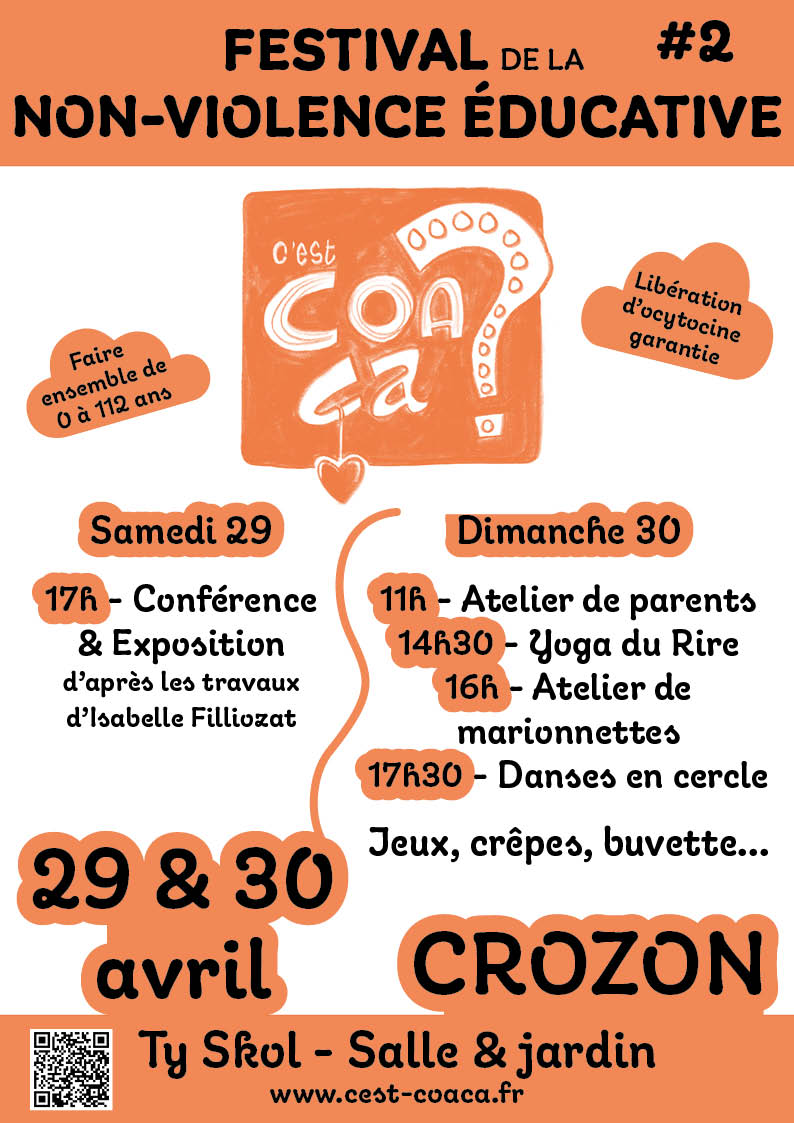 FESTIVAL DE LA #2
NON-VIOLENCE ÉDUCATIVE
c'est
COA
ça?
Libération
d'ocytocine
garantie
Faire
ensemble de
0 à 112 ans
Samedi 29
17h - Conférence
& Exposition
d'après les travaux
d'Isabelle Filliozat
Dimanche 30
11h - Atelier de parents
14h30 - Yoga du Rire
16h - Atelier de
marionnettes
17h30 - Danses en cercle
Jeux, crêpes, buvette...
29 & 30
avril
CROZON
Ty Skol - Salle & jardin
www.cest-coaca.fr